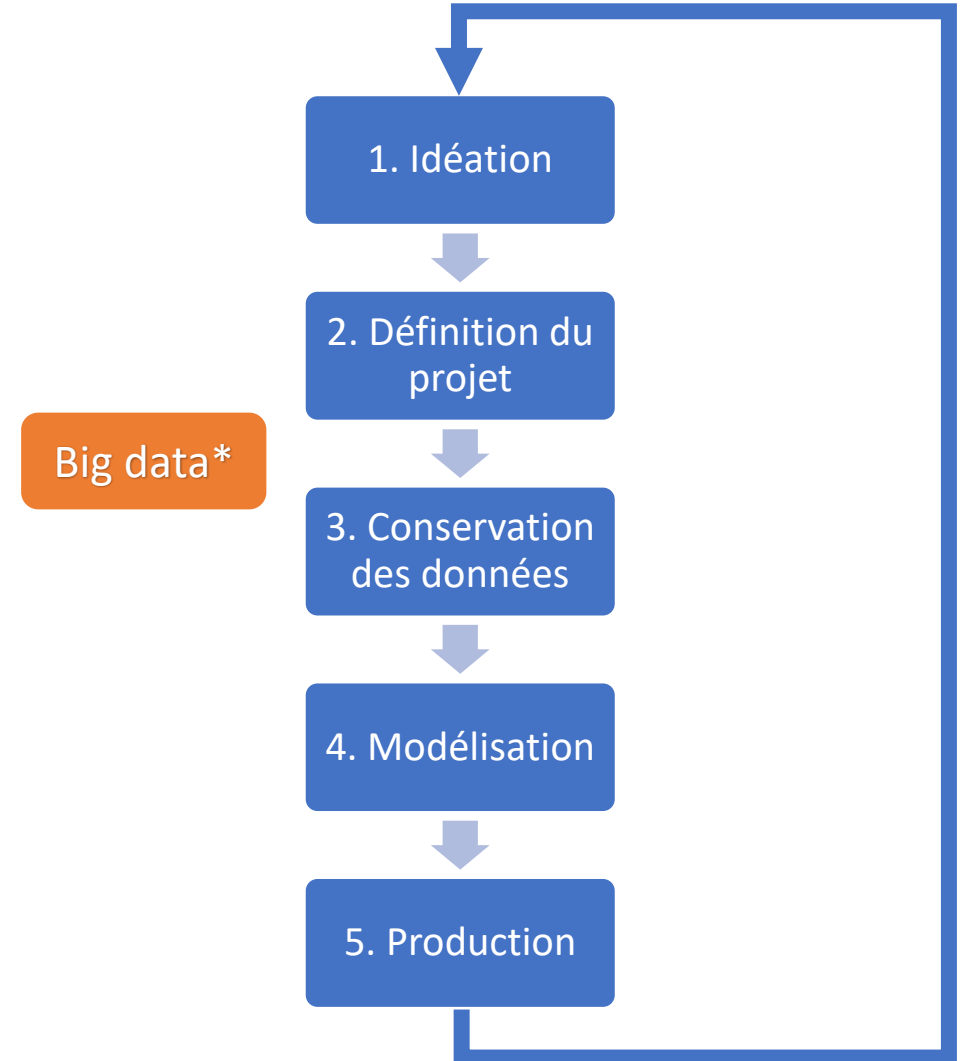 1. Idéation
2. Définition du
projet
Big data*
3. Conservation
des données
4. Modélisation
5. Production